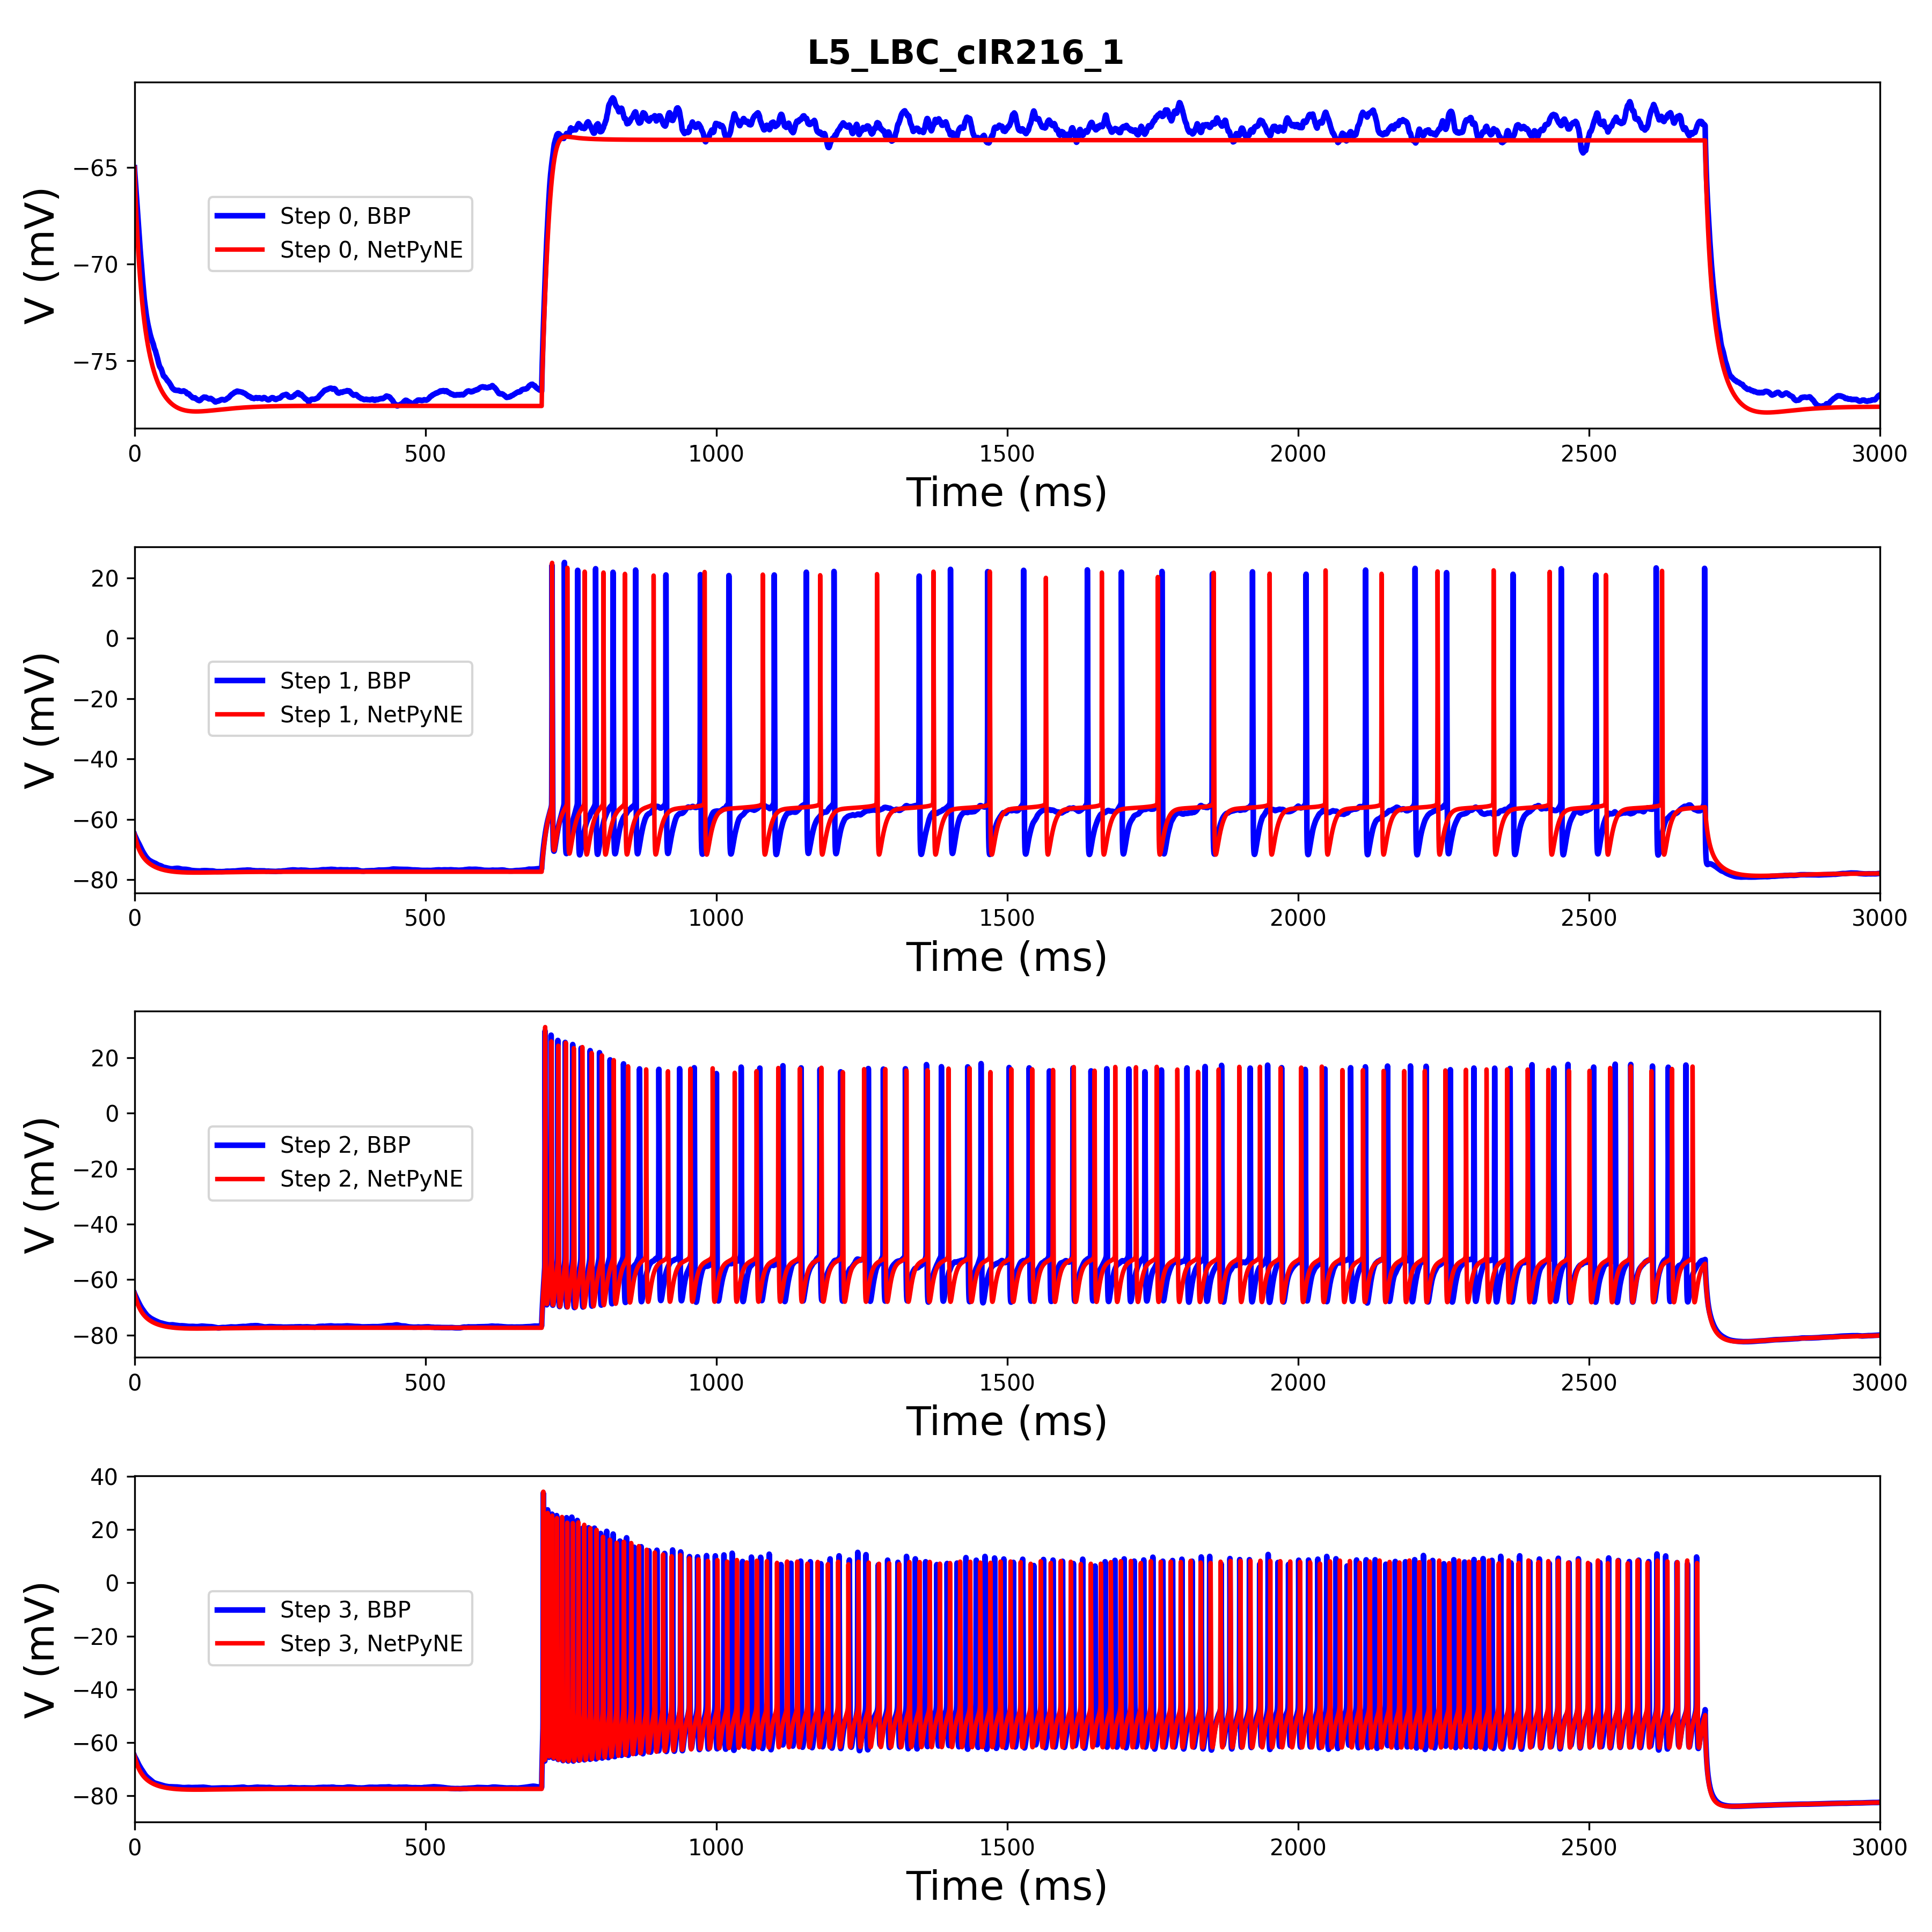 L5_LBC_cIR216_1
V (mV)
−65
−70
−75
Step 0, BBP
Step 0, NetPyNE
0 500 1000 1500 2000 2500 3000
Time (ms)
V (mV)
20
0
−20
−40
−60
−80
Step 1, BBP
Step 1, NetPyNE
0 500 1000 1500 2000 2500 3000
Time (ms)
V (mV)
20
0
−20
−40
−60
−80
Step 2, BBP
Step 2, NetPyNE
0 500 1000 1500 2000 2500 3000
Time (ms)
V (mV)
40
20
0
−20
−40
−60
−80
Step 3, BBP
Step 3, NetPyNE
0 500 1000 1500 2000 2500 3000
Time (ms)